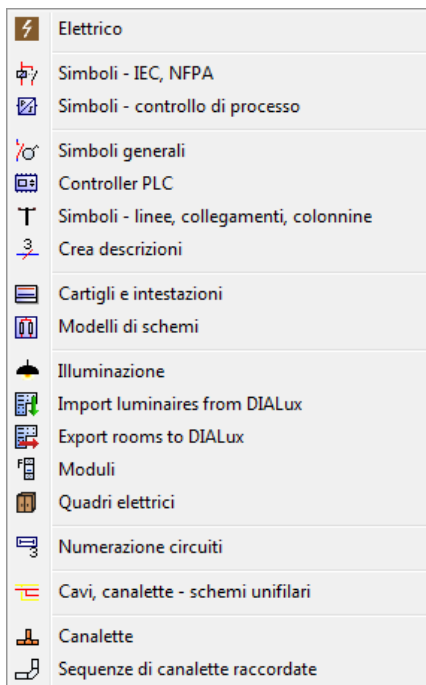 Elettrico
Simboli - IEC, NFPA
Simboli - controllo di processo
Simboli generali
Controller PLC
Simboli - linee, collegamenti, colonnine
Crea descrizioni
Cartigli e intestazioni
Modelli di schemi
Illuminazione
Import luminaires from DIALux
Export rooms to DIALux
Moduli
Quadri elettrici
Numerazione circuiti
Cavi, canalette - schemi unifilari
Canalette
Sequenze di canalette raccordate